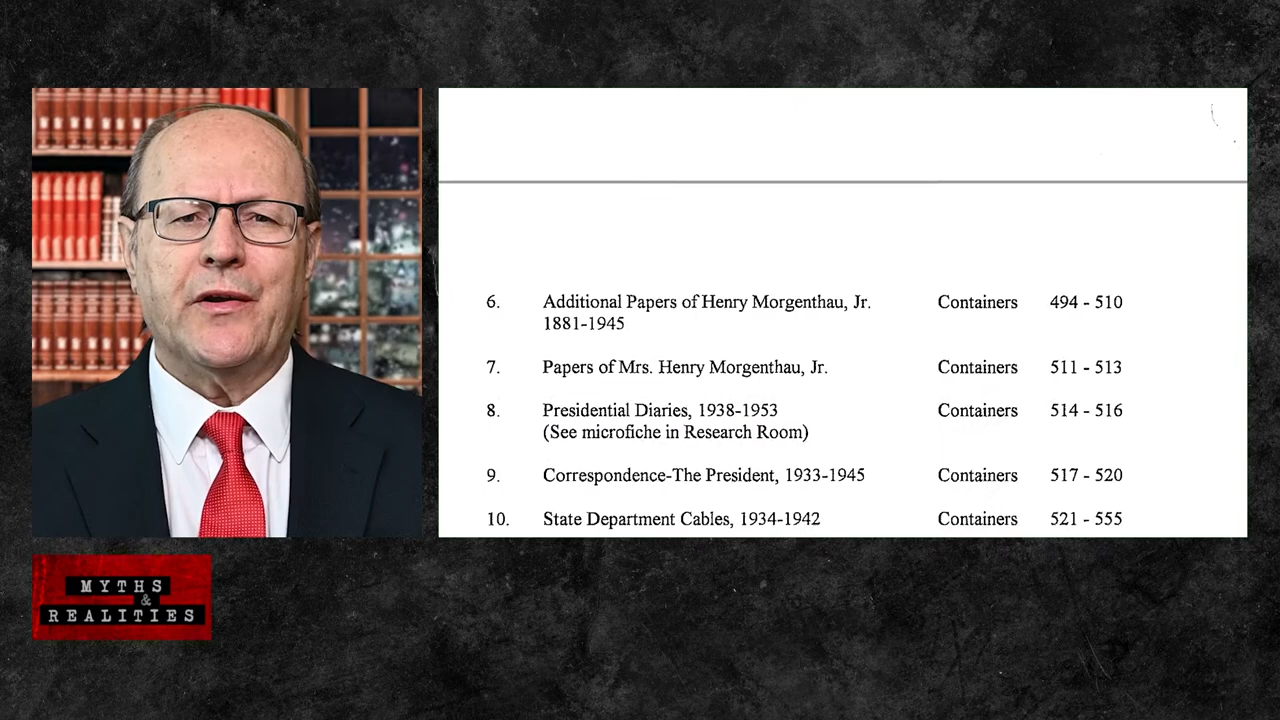 6. Additional Papers of Henry Morgenthau, Jr. Containers 494 - 510
1881-1945
7. Papers of Mrs. Henry Morgenthau, Jr. Containers 511 - 513
8. Presidential Diaries, 1938-1953 Containers 514 - 516
(See microfiche in Research Room)
9. Correspondence-The President, 1933-1945 Containers 517 - 520
10. State Department Cables, 1934-1942 Containers 521 - 555
MYTHS
&
REALITIES